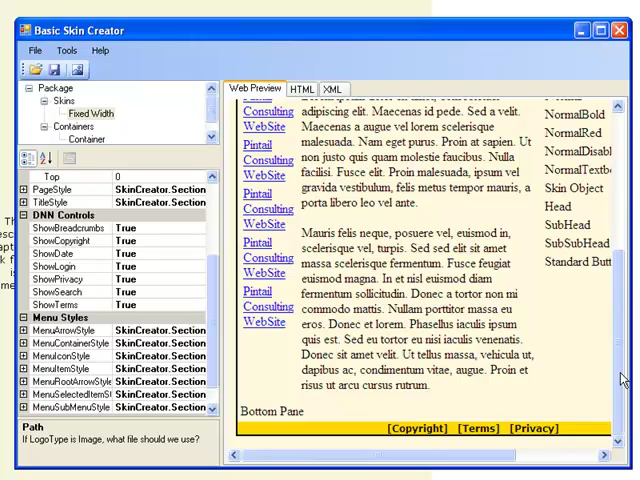 Basic Skin Creator
File Tools Help
Package
Skins
Fixed Width
Containers
Container
Top 0
PageStyle SkinCreator.Section
TitleStyle SkinCreator.Section
DNN Controls
ShowBreadcrumbs True
ShowCopyright True
ShowDate True
ShowLogin True
ShowPrivacy True
ShowSearch True
ShowTerms True
Menu Styles
MenuArrowStyle SkinCreator.Section
MenuContainerStyle SkinCreator.Section
MenuIconStyle SkinCreator.Section
MenuItemStyle SkinCreator.Section
MenuRootArrowStyle SkinCreator.Section
MenuSelectedItemS SkinCreator.Section
MenuSubMenuStyle SkinCreator.Section
Path
If LogoType is Image, what file should we use?
Web Preview HTML XML
Pintail
Consulting
WebSite
Pintail
Consulting
WebSite
Pintail
Consulting
WebSite
Pintail
Consulting
WebSite
Pintail
Consulting
WebSite
adipiscing elit. Maecenas id pede. Sed a velit.
Maecenas a augue vel lorem scelerisque
malesuada. Nam eget purus. Proin at sapien. Ut
non justo quis quam molestie faucibus. Nulla
facilisi. Fusce elit. Proin malesuada, ipsum vel
gravida vestibulum, felis metus tempor mauris, a
porta libero leo vel ante.
Mauris felis neque, posuere vel, euismod in,
scelerisque vel, turpis. Sed sed elit sit amet
massa scelerisque fermentum. Fusce feugiat
euismod magna. In et nisl euismod diam
fermentum sollicitudin. Donec a tortor non mi
commodo mattis. Nullam porttitor massa eu
eros. Donec et lorem. Phasellus iaculis ipsum
quis est. Sed eu tortor eu nisi iaculis venenatis.
Donec sit amet velit. Ut tellus massa, vehicula ut,
dapibus ac, condimentum vitae, augue. Proin et
risus ut arcu cursus rutrum.
NormalBold
NormalRed
NormalDisabl
NormalTextb
Skin Object
Head
SubHead
SubSubHead
Standard Butt
Bottom Pane
[Copyright] [Terms] [Privacy]